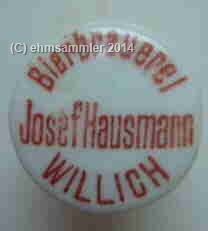 (C) ehmsammler 2014
Bierbrauerei
Josef Hausmann
WILLICH